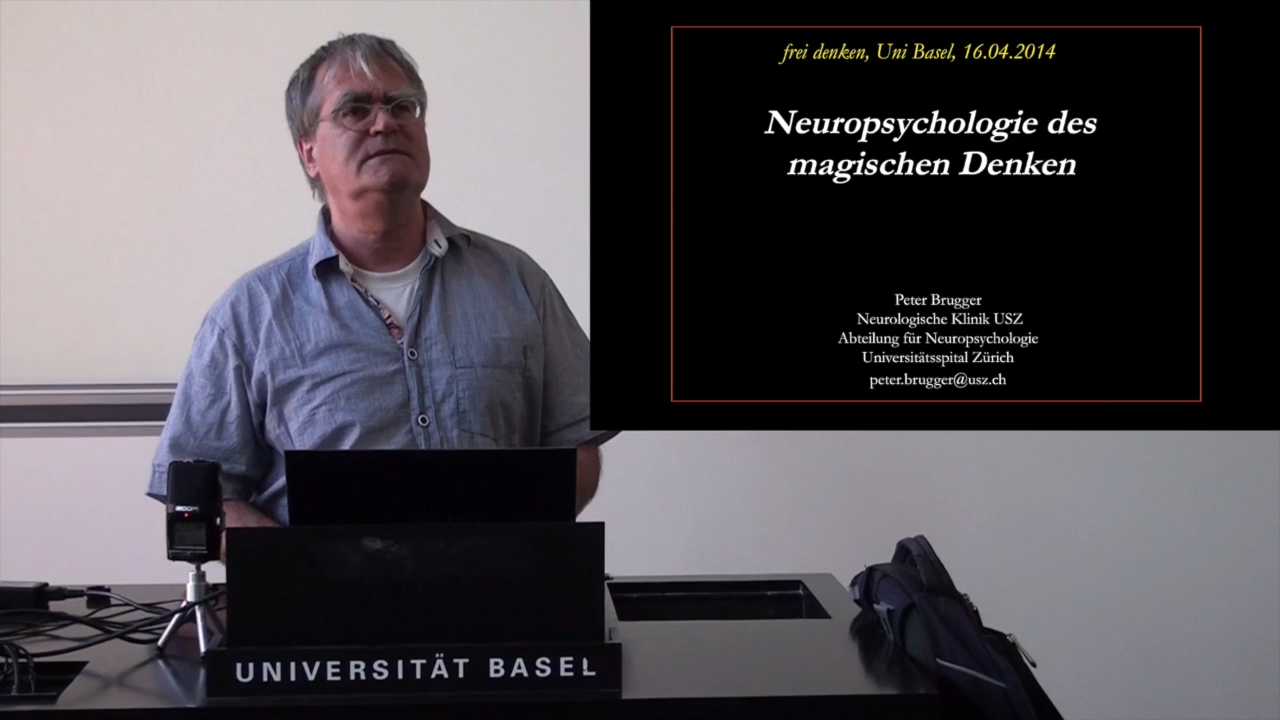 frei denken, Uni Basel, 16.04.2014
Neuropsychologie des
magischen Denken
Peter Brugger
Neurologische Klinik USZ
Abteilung für Neuropsychologie
Universitätsspital Zürich
peter.brugger@usz.ch
zoom
UNIVERSITÄT BASEL